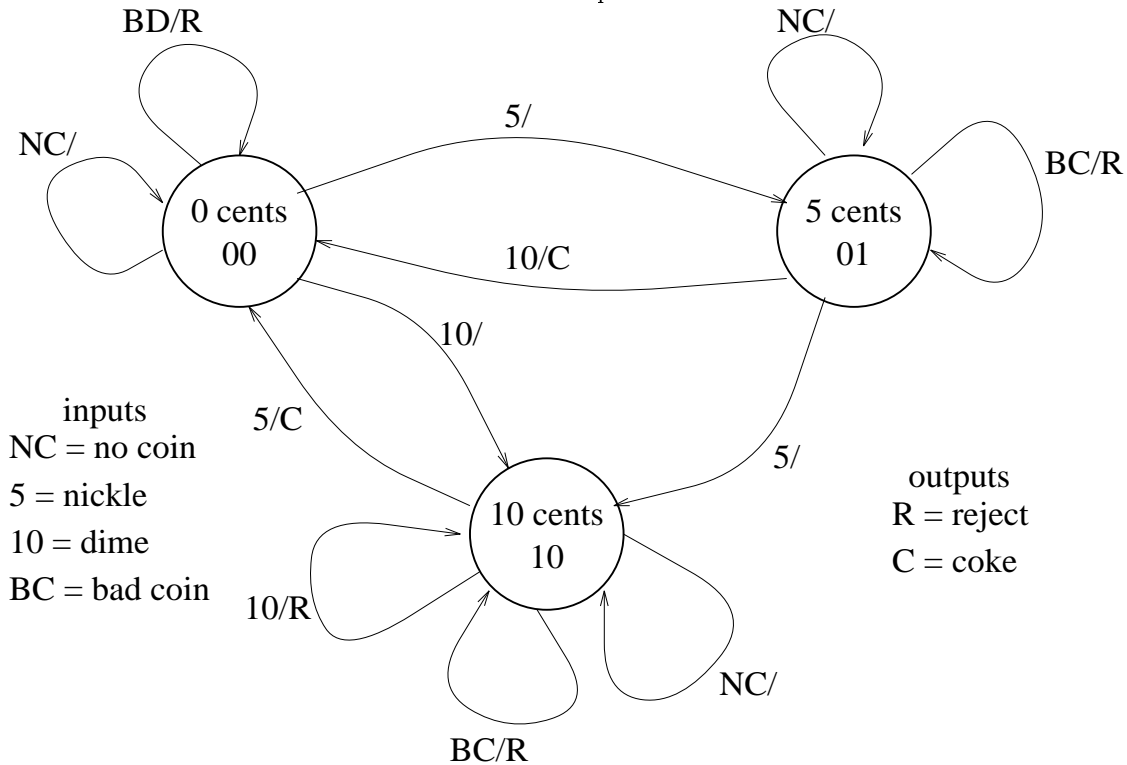 BD/R
NC/
NC/
5/
BC/R
0 cents
00
5 cents
01
10/C
10/
5/C
5/
inputs
NC = no coin
5 = nickle
10 = dime
BC = bad coin
outputs
R = reject
C = coke
10 cents
10
10/R
NC/
BC/R